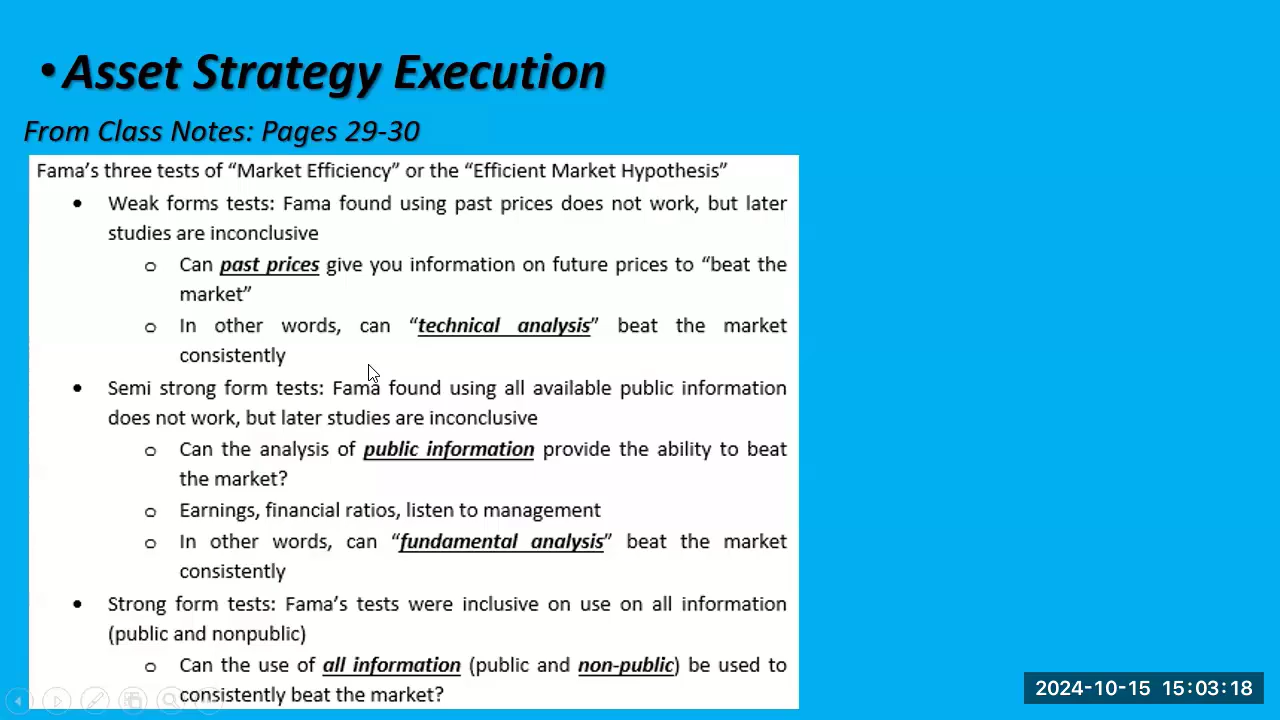 • Asset Strategy Execution
From Class Notes: Pages 29-30
Fama's three tests of “Market Efficiency” or the “Efficient Market Hypothesis”
• Weak forms tests: Fama found using past prices does not work, but later
studies are inconclusive
o Can past prices give you information on future prices to “beat the
market”
o In other words, can “technical analysis” beat the market
consistently
• Semi strong form tests: Fama found using all available public information
does not work, but later studies are inconclusive
o Can the analysis of public information provide the ability to beat
the market?
o Earnings, financial ratios, listen to management
o In other words, can “fundamental analysis” beat the market
consistently
• Strong form tests: Fama's tests were inclusive on use on all information
(public and nonpublic)
o Can the use of all information (public and non-public) be used to
consistently beat the market?
2024-10-15 15:03:18